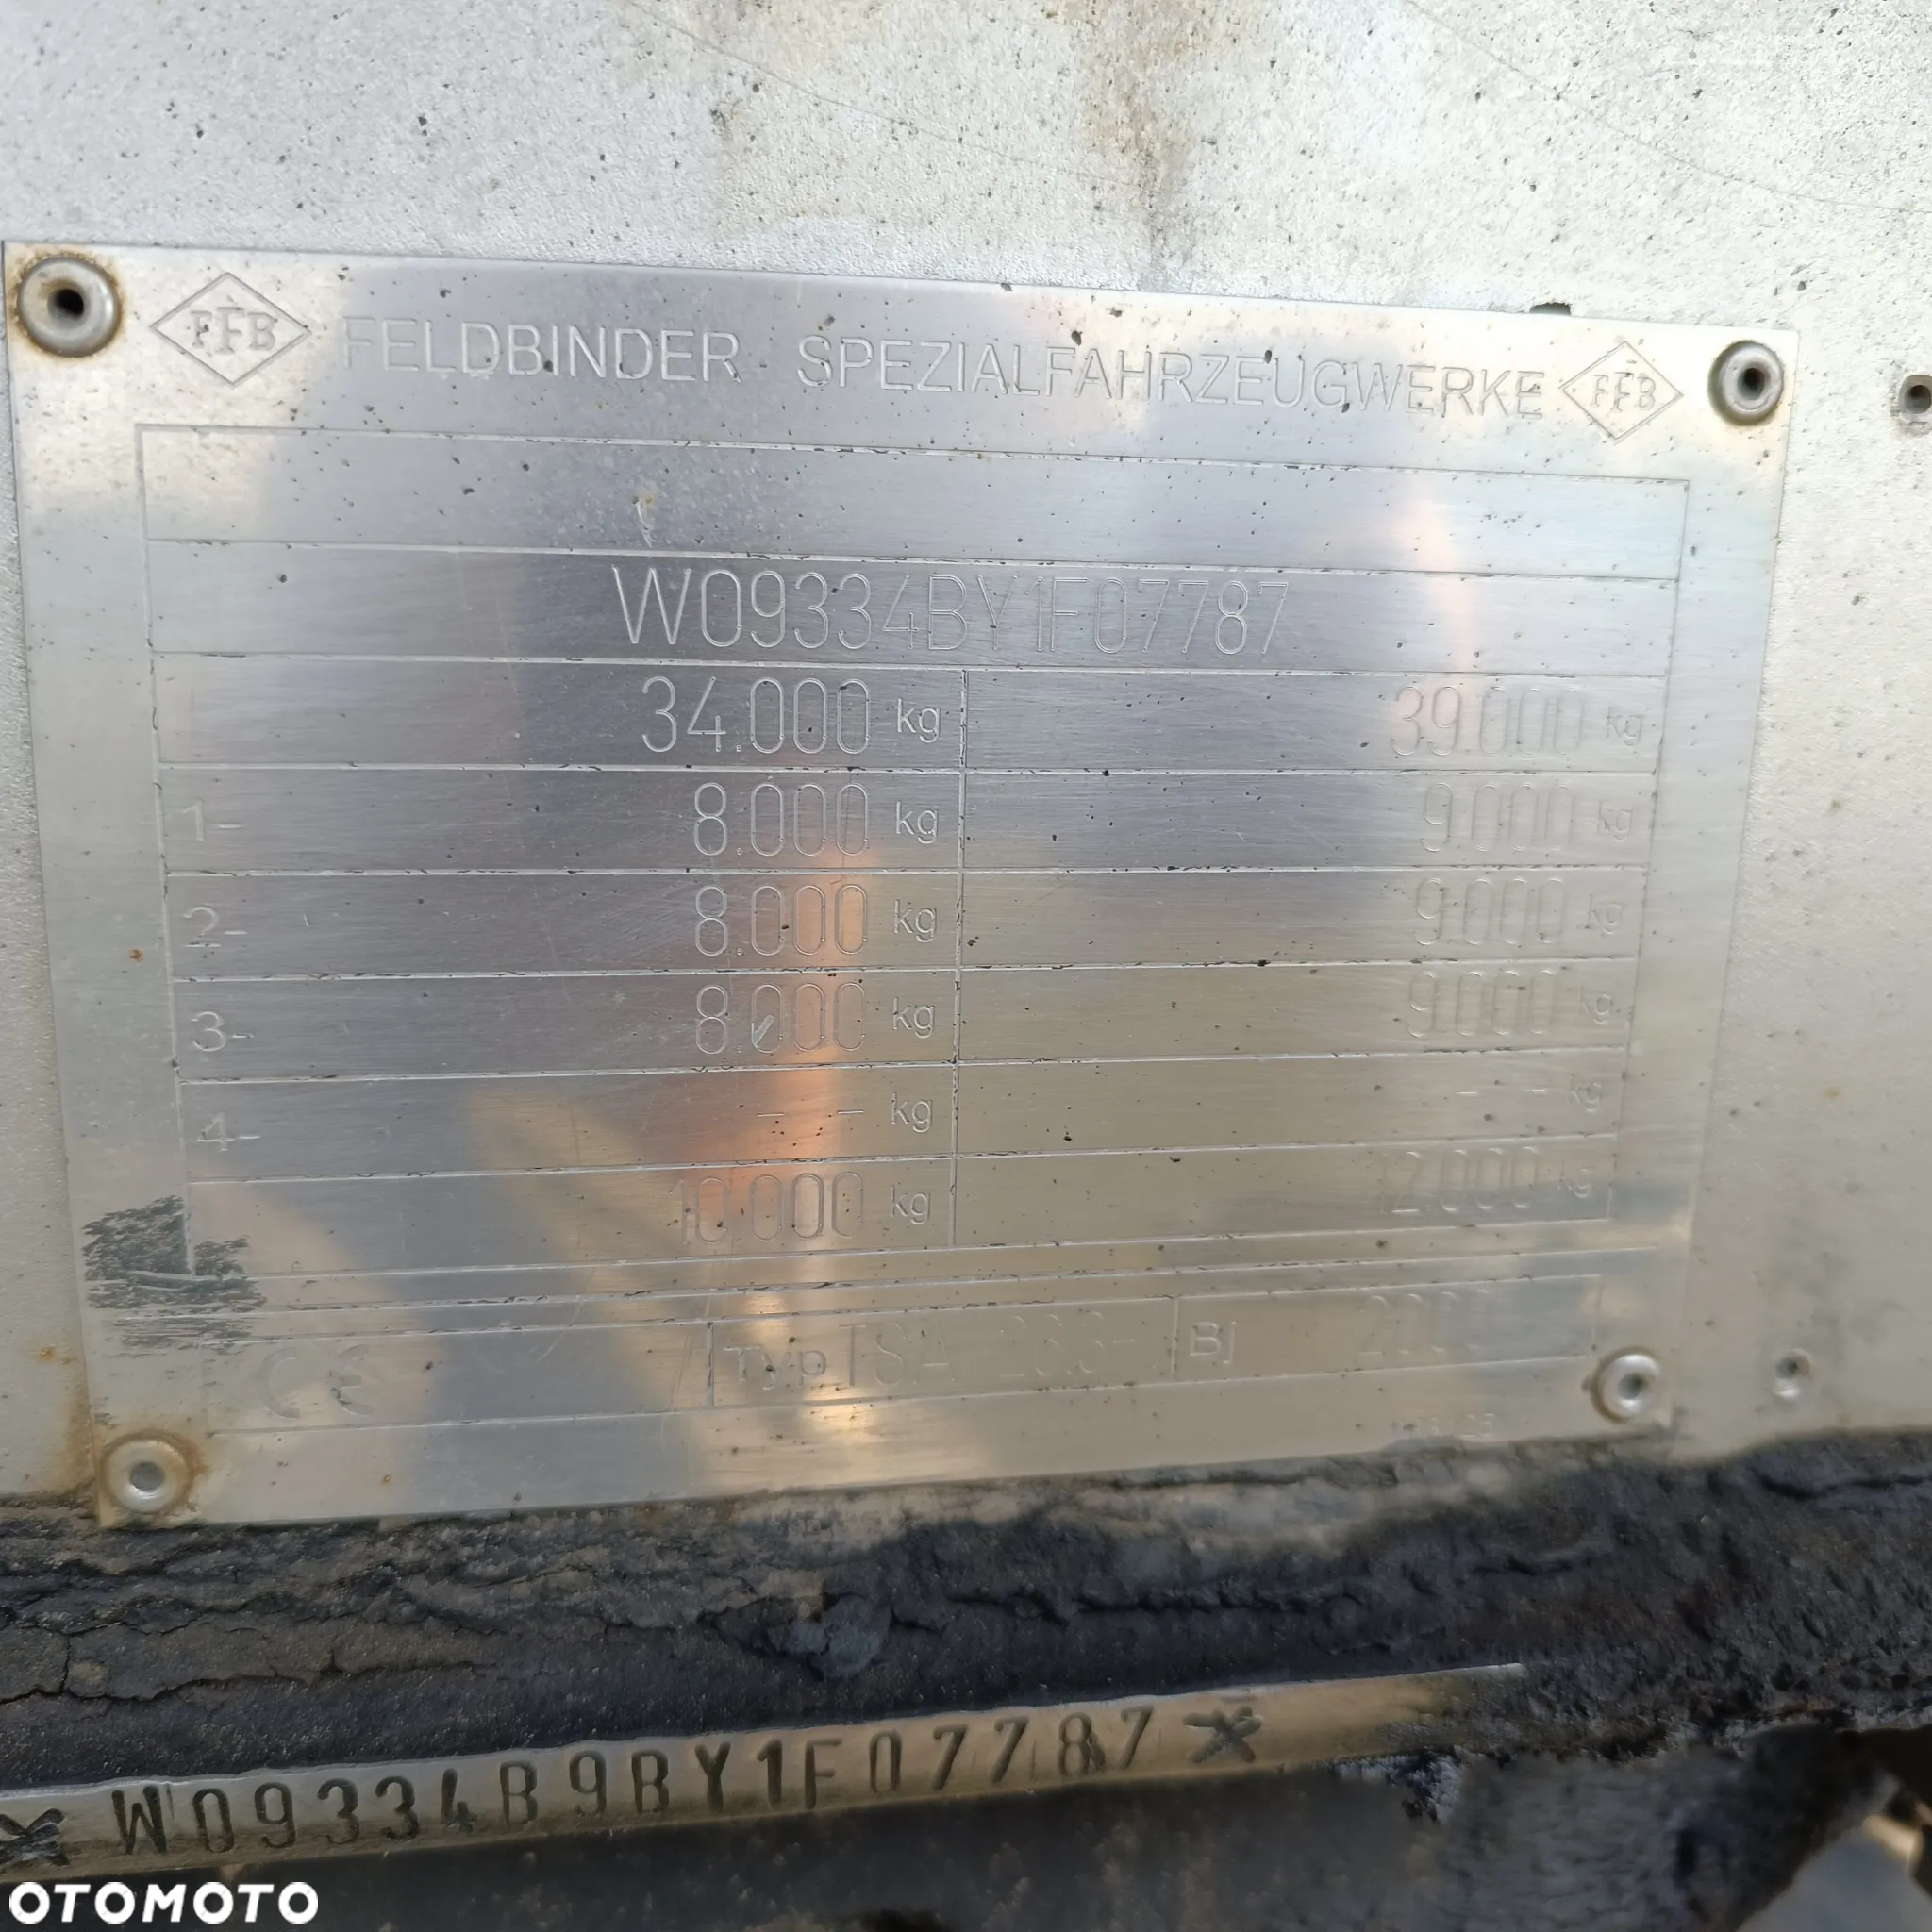 FFB FELDBINDER SPEZIALFAHRZEUGWERKE FFB
W09334BY1F07787
34.000 kg 39.000 kg
1- 8.000 kg 9.000 kg
2- 8.000 kg 9.000 kg
3- 8.000 kg 9.000 kg
4- - - kg - - kg
10.000 kg 12.000 kg
CE Typ TSA Bj 2000
* W09334B9BY1F07787 *
OTOMOTO